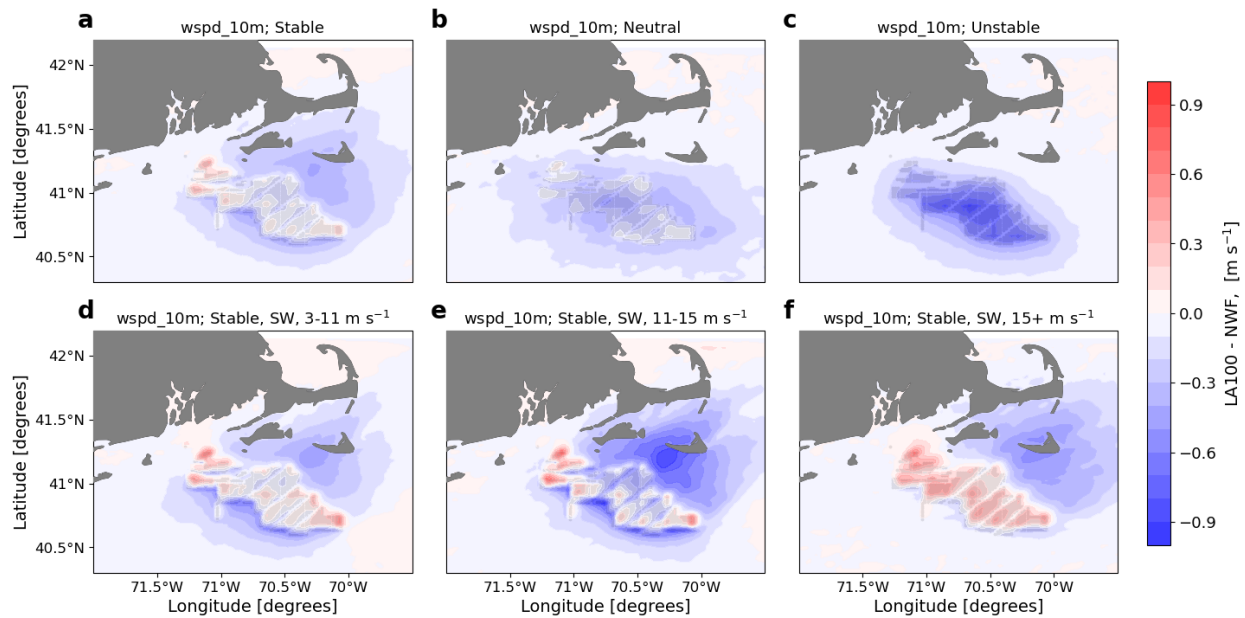 a
wspd_10m; Stable
b
wspd_10m; Neutral
c
wspd_10m; Unstable
42°N
41.5°N
41°N
40.5°N
Latitude [degrees]
d
wspd_10m; Stable, SW, 3-11 m s⁻¹
e
wspd_10m; Stable, SW, 11-15 m s⁻¹
f
wspd_10m; Stable, SW, 15+ m s⁻¹
42°N
41.5°N
41°N
40.5°N
Latitude [degrees]
71.5°W 71°W 70.5°W 70°W
Longitude [degrees]
71.5°W 71°W 70.5°W 70°W
Longitude [degrees]
71.5°W 71°W 70.5°W 70°W
Longitude [degrees]
0.9
0.6
0.3
0.0
−0.3
−0.6
−0.9
LA100 - NWF, [m s⁻¹]